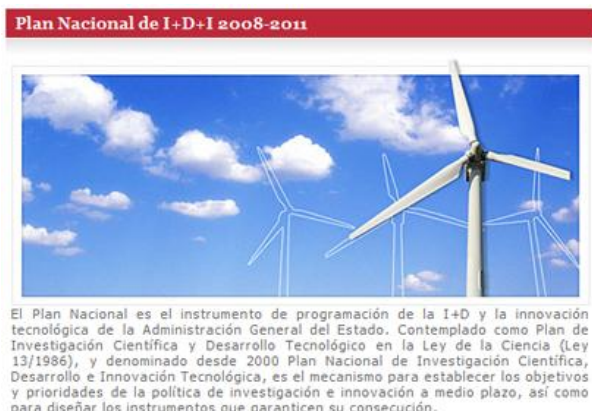 Plan Nacional de I+D+I 2008-2011
El Plan Nacional es el instrumento de programación de la I+D y la innovación
tecnológica de la Administración General del Estado. Contemplado como Plan de
Investigación Científica y Desarrollo Tecnológico en la Ley de la Ciencia (Ley
13/1986), y denominado desde 2000 Plan Nacional de Investigación Científica,
Desarrollo e Innovación Tecnológica, es el mecanismo para establecer los objetivos
y prioridades de la política de investigación e innovación a medio plazo, así como
para diseñar los instrumentos que garanticen su consecución.